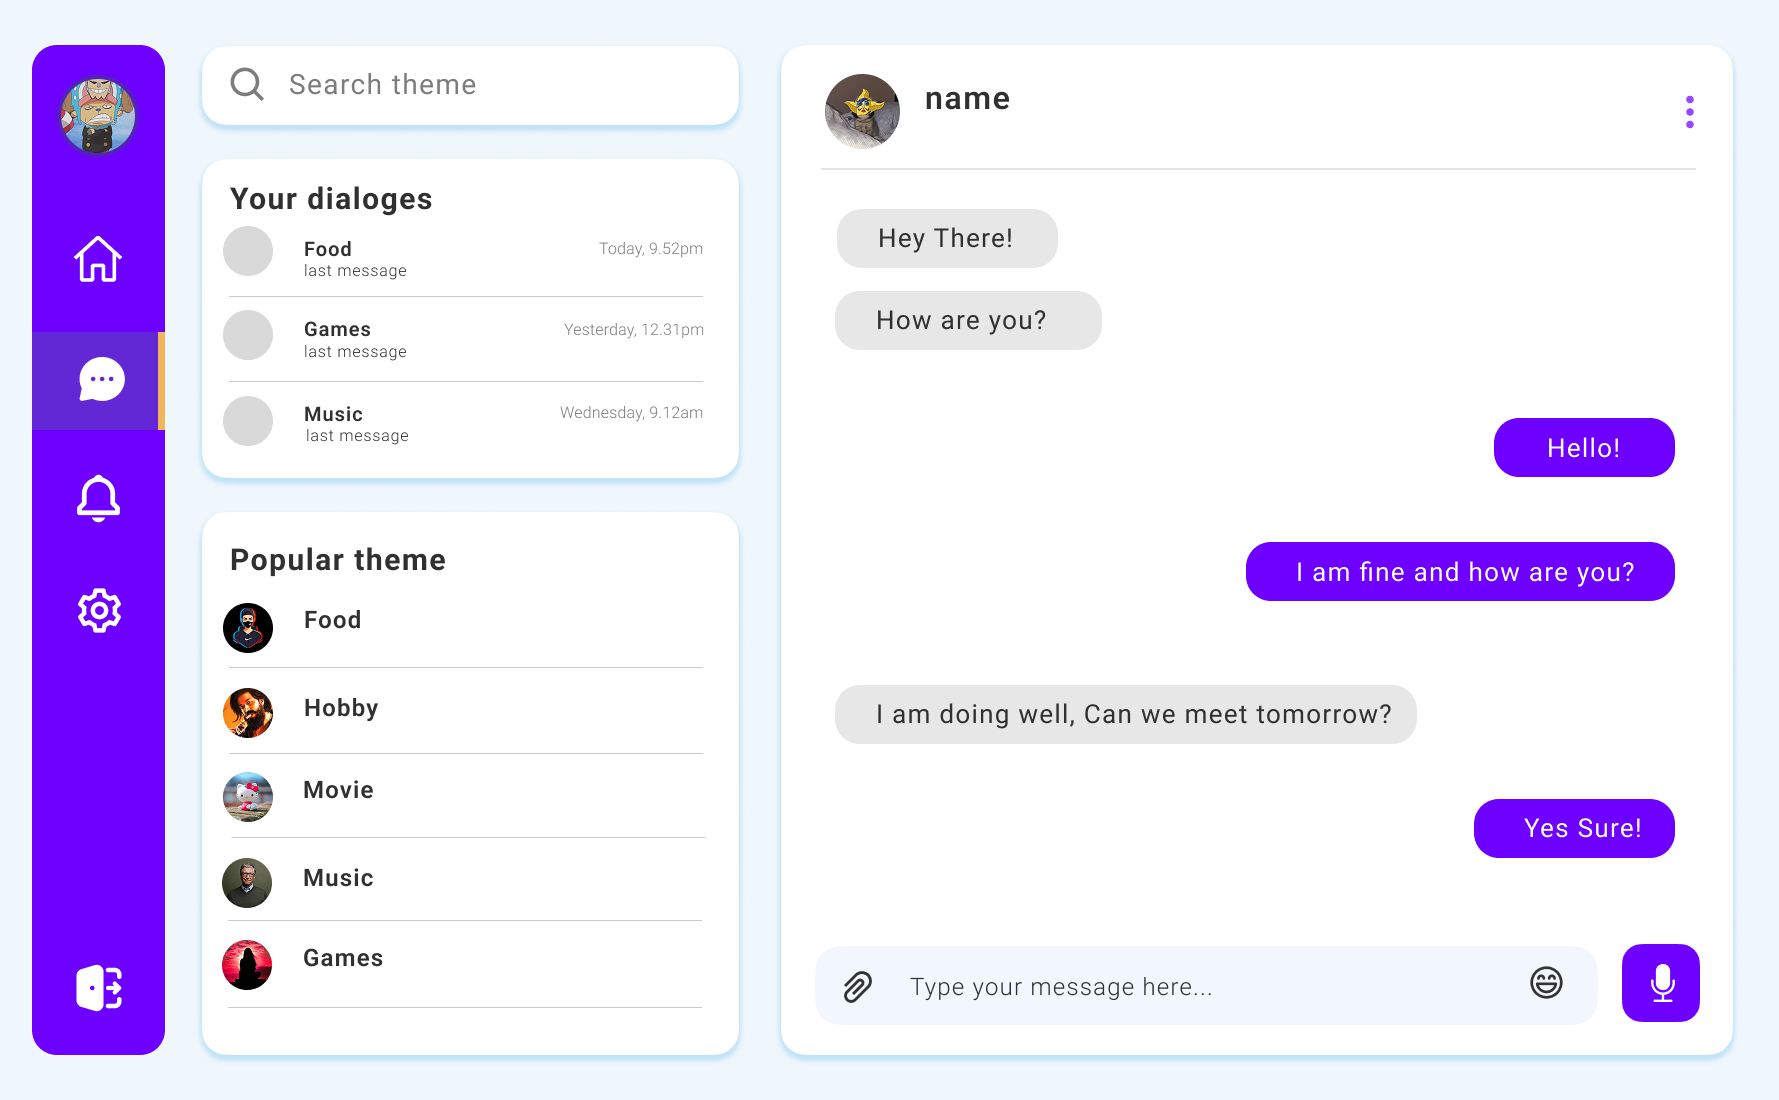 Search theme
Your dialoges
Food
Today, 9.52pm
last message
Games
Yesterday, 12.31pm
last message
Music
Wednesday, 9.12am
last message
Popular theme
Food
Hobby
Movie
Music
Games
name
Hey There!
How are you?
Hello!
I am fine and how are you?
I am doing well, Can we meet tomorrow?
Yes Sure!
Type your message here...